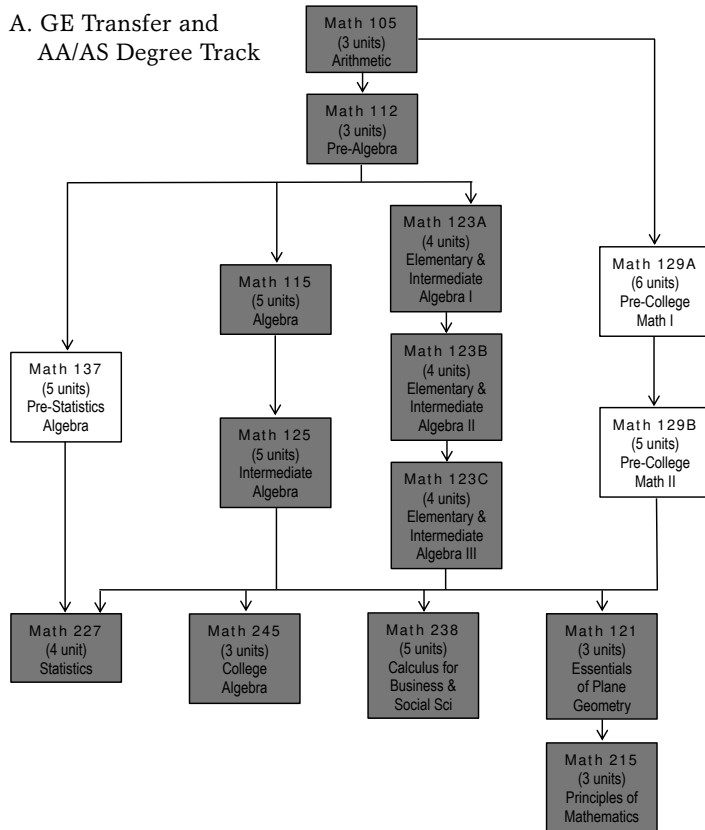 A. GE Transfer and
AA/AS Degree Track
Math 105
(3 units)
Arithmetic
Math 112
(3 units)
Pre-Algebra
Math 123A
(4 units)
Elementary &
Intermediate
Algebra I
Math 115
(5 units)
Algebra
Math 129A
(6 units)
Pre-College
Math I
Math 137
(5 units)
Pre-Statistics
Algebra
Math 123B
(4 units)
Elementary &
Intermediate
Algebra II
Math 125
(5 units)
Intermediate
Algebra
Math 129B
(5 units)
Pre-College
Math II
Math 123C
(4 units)
Elementary &
Intermediate
Algebra III
Math 227
(4 unit)
Statistics
Math 245
(3 units)
College
Algebra
Math 238
(5 units)
Calculus for
Business &
Social Sci
Math 121
(3 units)
Essentials
of Plane
Geometry
Math 215
(3 units)
Principles of
Mathematics